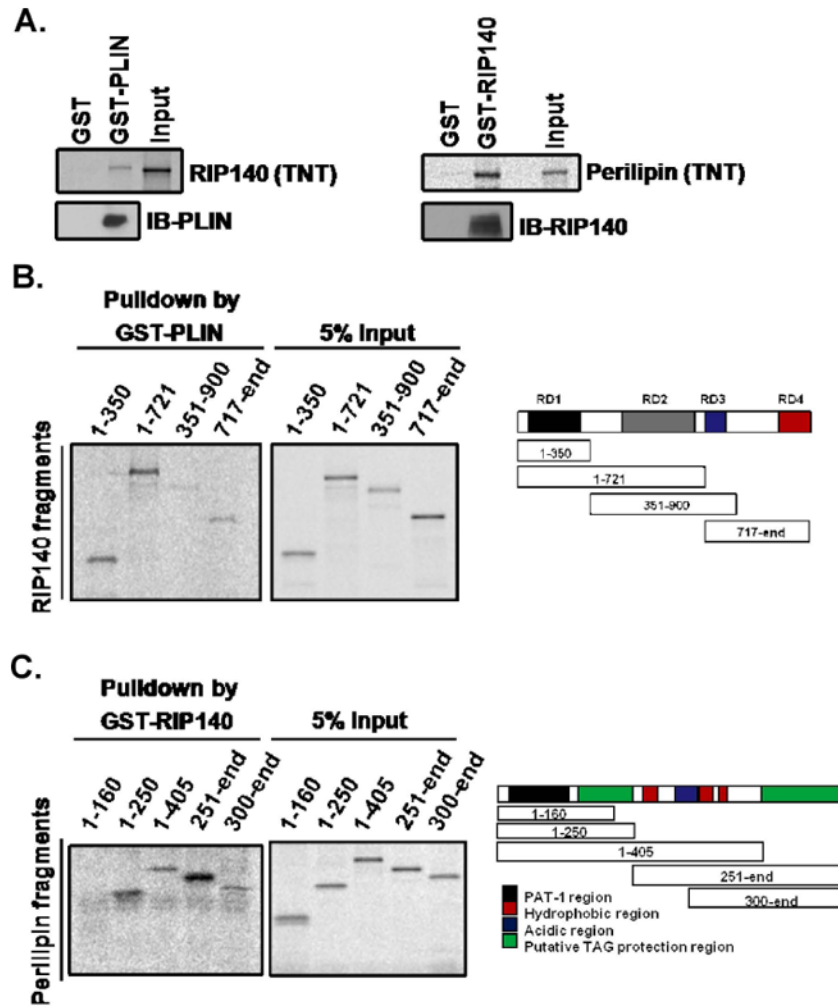 A.
GST
GST-PLIN
Input
RIP140 (TNT)
IB-PLIN
GST
GST-RIP140
Input
Perilipin (TNT)
IB-RIP140
B.
Pulldown by
GST-PLIN
5% Input
1-350
1-721
351-900
717-end
1-350
1-721
351-900
717-end
RIP140 fragments
RD1
RD2
RD3
RD4
1-350
1-721
351-900
717-end
C.
Pulldown by
GST-RIP140
5% Input
1-160
1-250
1-405
251-end
300-end
1-160
1-250
1-405
251-end
300-end
Perilipin fragments
1-160
1-250
1-405
251-end
300-end
PAT-1 region
Hydrophobic region
Acidic region
Putative TAG protection region